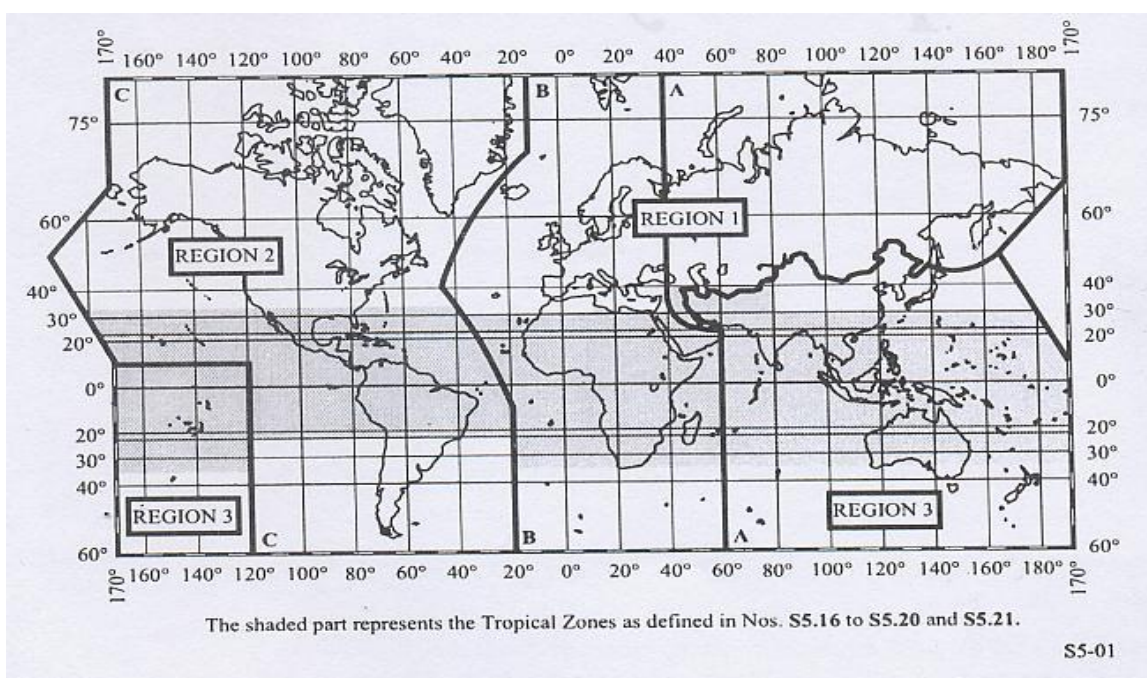 170° 160° 140° 120° 100° 80° 60° 40° 20° 0° 20° 40° 60° 80° 100° 120° 140° 160° 180° 170°
C B A
75° 75°
60° REGION 1 60°
REGION 2
40° 40°
30° 30°
20° 20°
0° 0°
20° 20°
30° 30°
40° 40°
REGION 3 REGION 3
60° C B A 60°
170° 160° 140° 120° 100° 80° 60° 40° 20° 0° 20° 40° 60° 80° 100° 120° 140° 160° 180° 170°
The shaded part represents the Tropical Zones as defined in Nos. S5.16 to S5.20 and S5.21.
S5-01